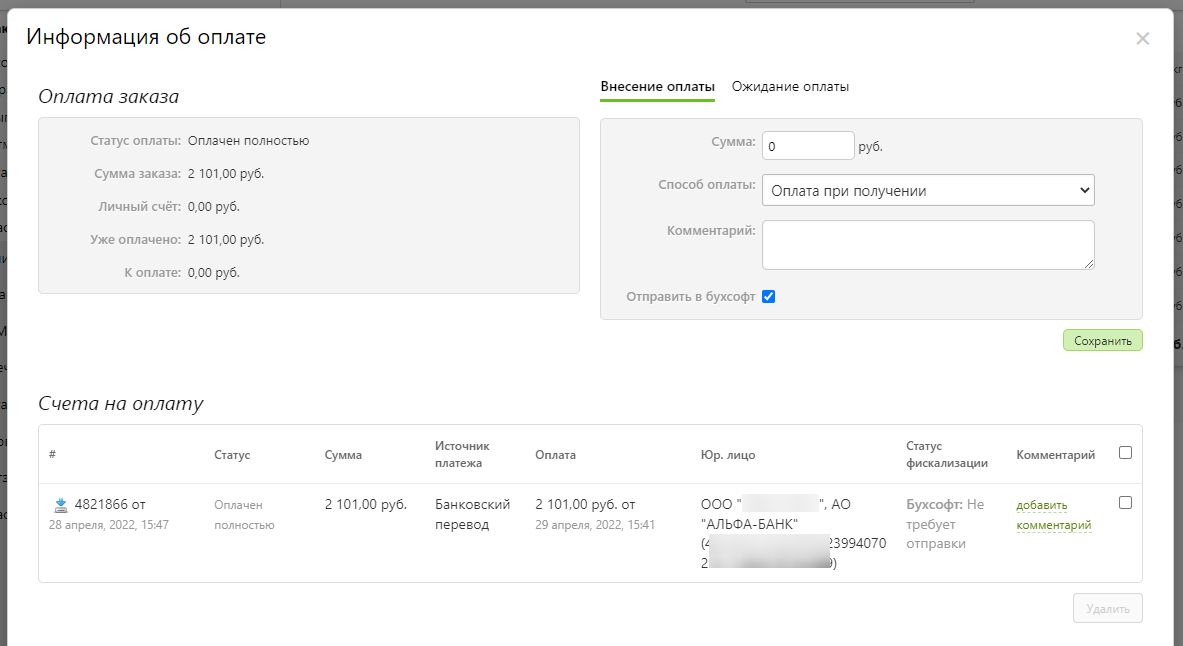 Информация об оплате
Оплата заказа
Статус оплаты: Оплачен полностью
Сумма заказа: 2 101,00 руб.
Личный счёт: 0,00 руб.
Уже оплачено: 2 101,00 руб.
К оплате: 0,00 руб.
Внесение оплаты Ожидание оплаты
Сумма: 0 руб.
Способ оплаты: Оплата при получении
Комментарий:
Отправить в бухсофт
Сохранить
Счета на оплату
# Статус Сумма Источник платежа Оплата Юр. лицо Статус фискализации Комментарий
4821866 от
28 апреля, 2022, 15:47
Оплачен
полностью
2 101,00 руб.
Банковский
перевод
2 101,00 руб. от
29 апреля, 2022, 15:41
ООО " ", АО
"АЛЬФА-БАНК"
(4 23994070
2 9)
Бухсофт: Не
требует
отправки
добавить
комментарий
Удалить